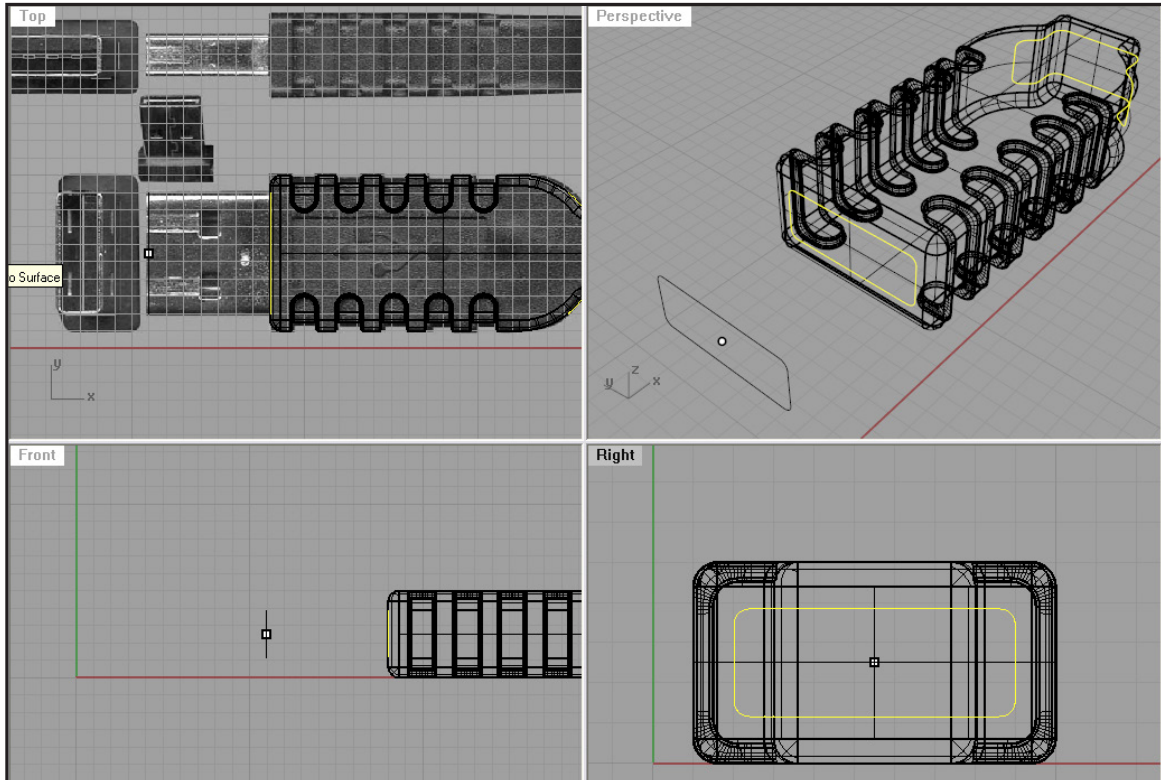 Top
Perspective
o Surface
y
x
z
y
x
Front
Right